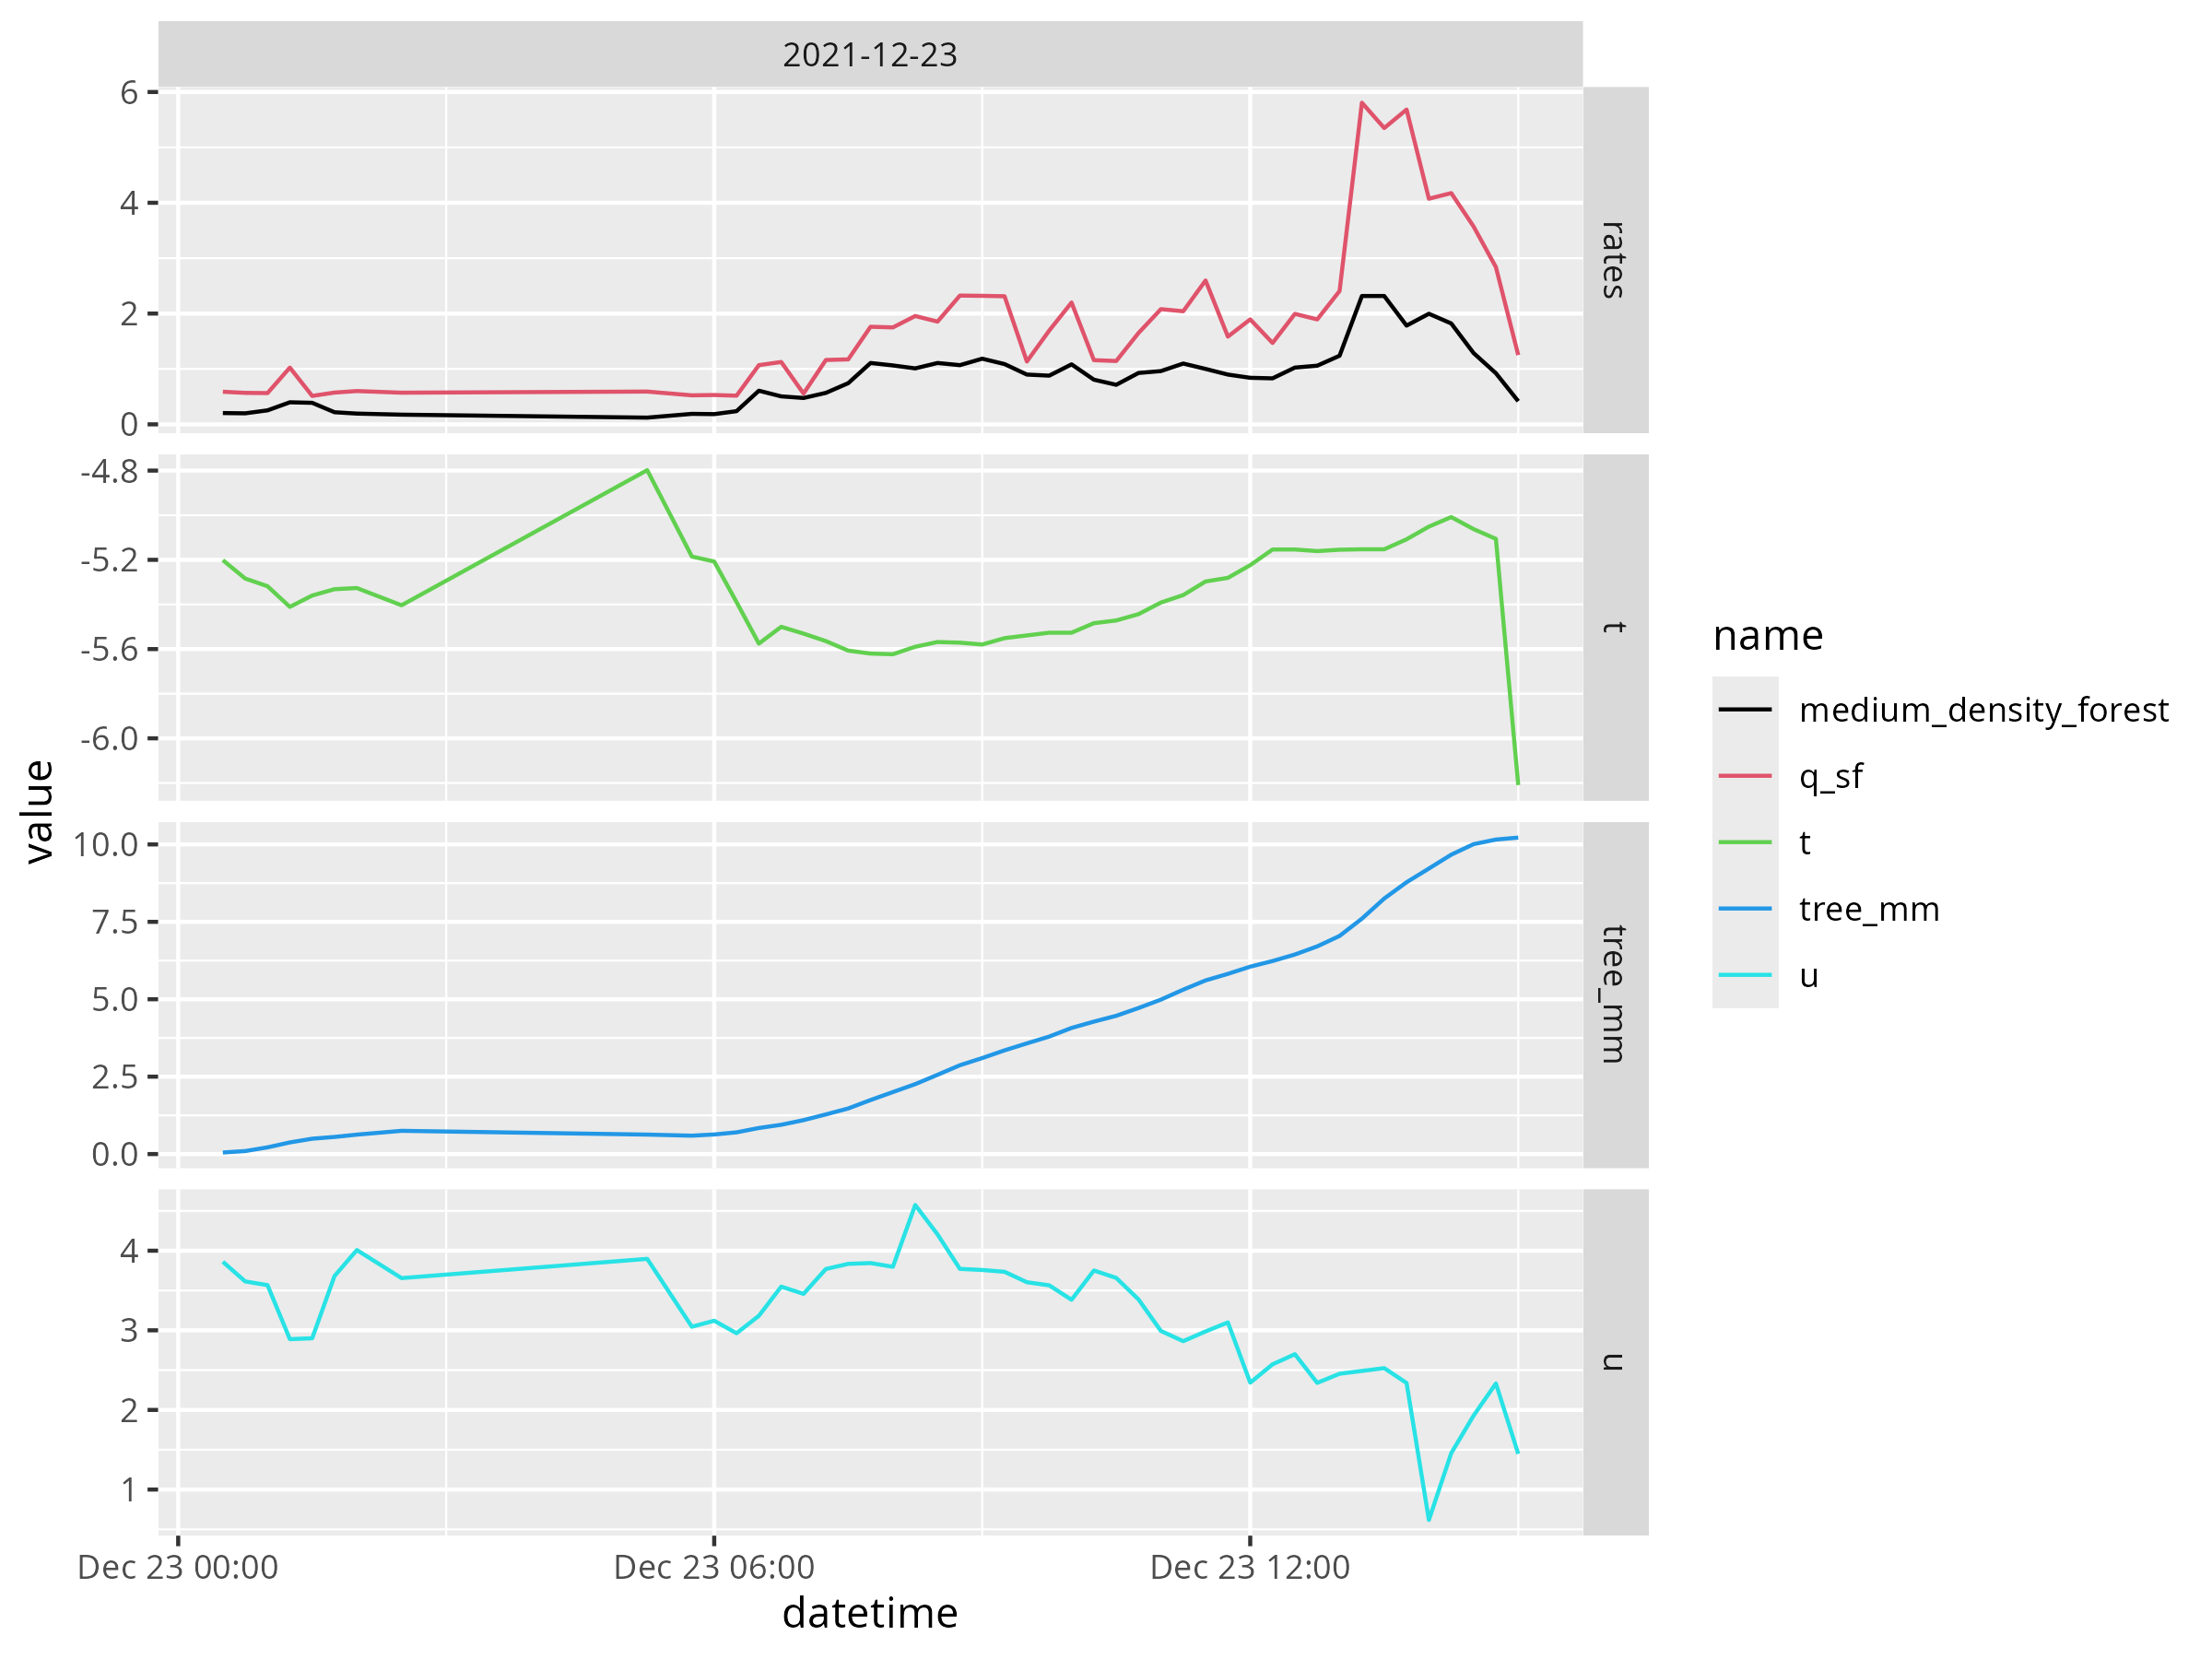 2021-12-23
6
4
2
0
rates
-4.8
-5.2
-5.6
-6.0
t
10.0
7.5
5.0
2.5
0.0
tree_mm
4
3
2
1
u
Dec 23 00:00
Dec 23 06:00
Dec 23 12:00
datetime
value
name
medium_density_forest
q_sf
t
tree_mm
u